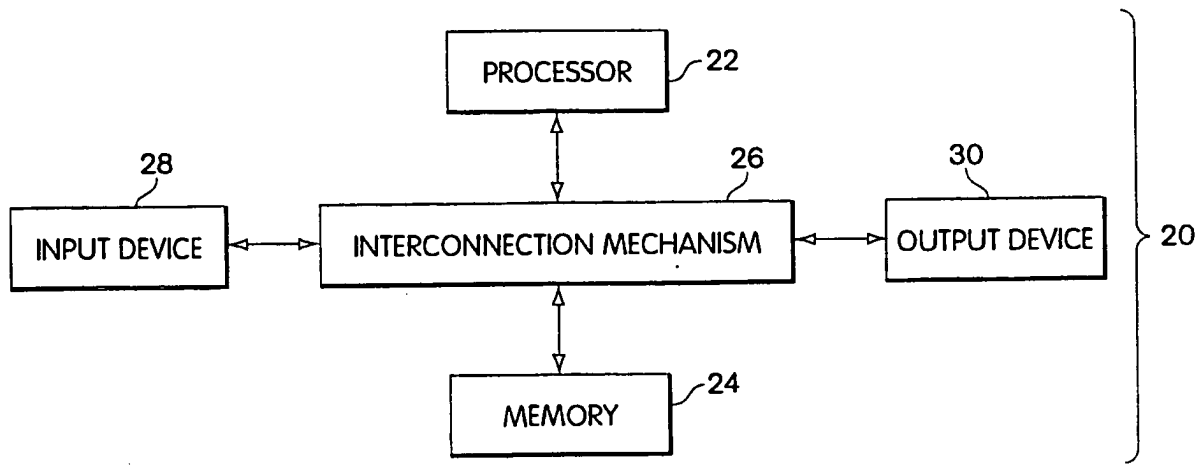 PROCESSOR
22
28
26
30
INPUT DEVICE
INTERCONNECTION MECHANISM
OUTPUT DEVICE
20
MEMORY
24